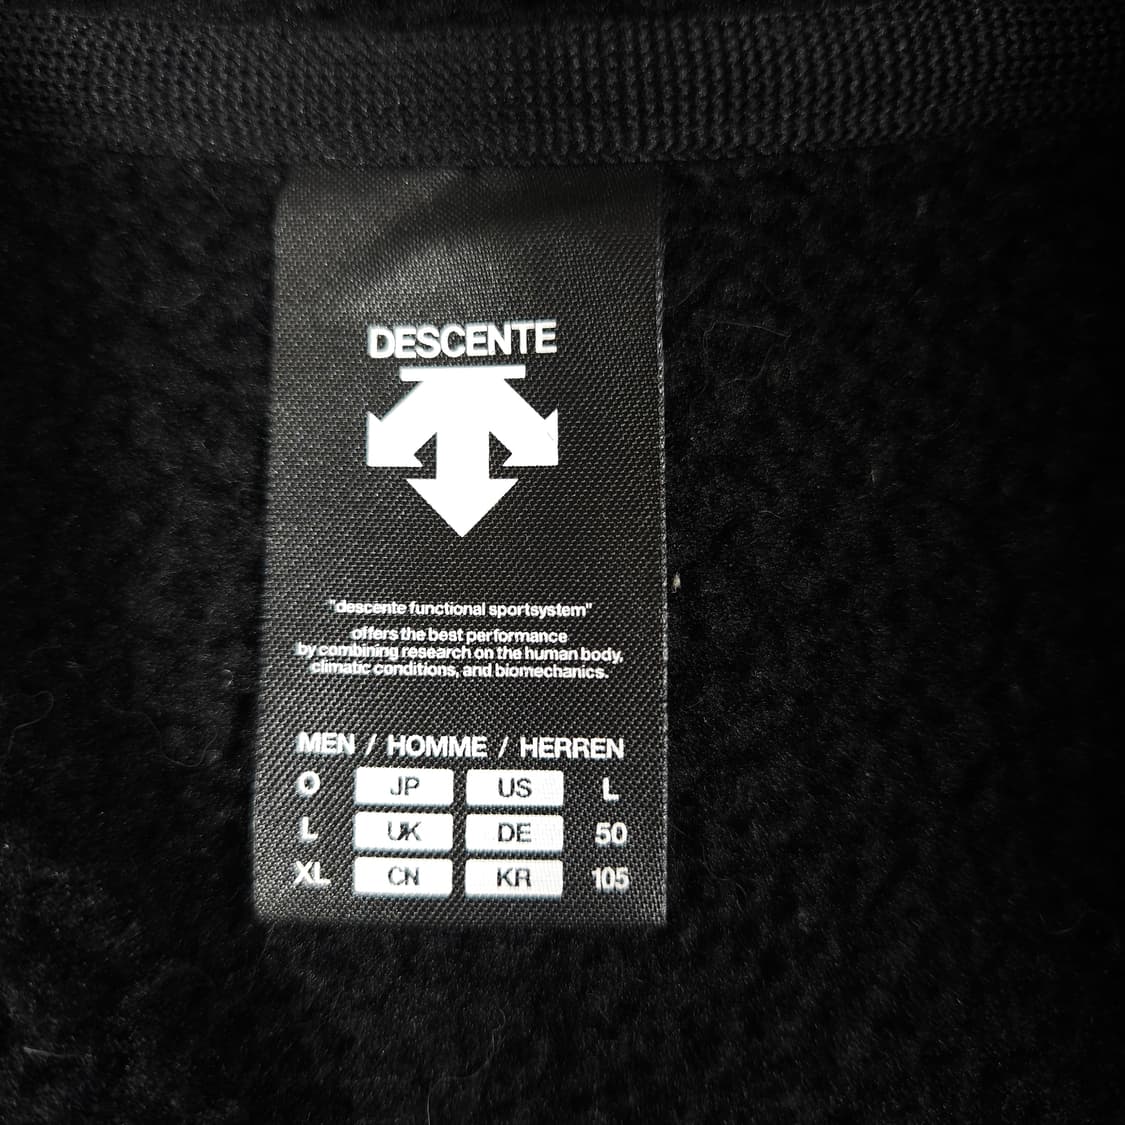 DESCENTE
"descente functional sportsystem"
offers the best performance
by combining research on the human body,
climatic conditions, and biomechanics.
MEN / HOMME / HERREN
O JP US L
L UK DE 50
XL CN KR 105